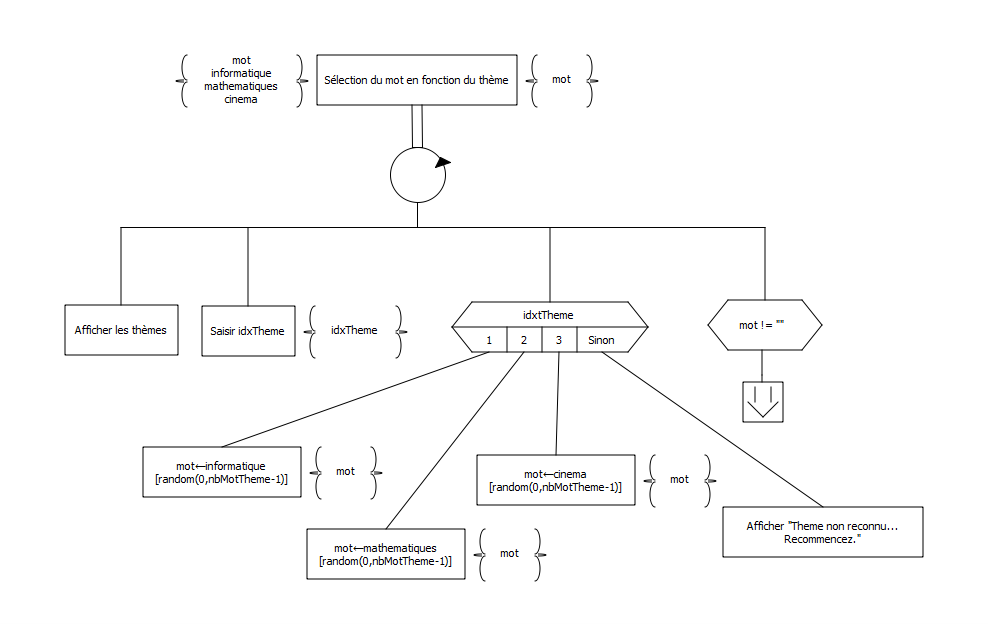 mot
informatique
mathematiques
cinema
Sélection du mot en fonction du thème
mot
Afficher les thèmes
Saisir idxTheme
idxTheme
idxtTheme
1
2
3
Sinon
mot != ""
mot←informatique
[random(0,nbMotTheme-1)]
mot
mot←cinema
[random(0,nbMotTheme-1)]
mot
mot←mathematiques
[random(0,nbMotTheme-1)]
mot
Afficher "Theme non reconnu...
Recommencez."